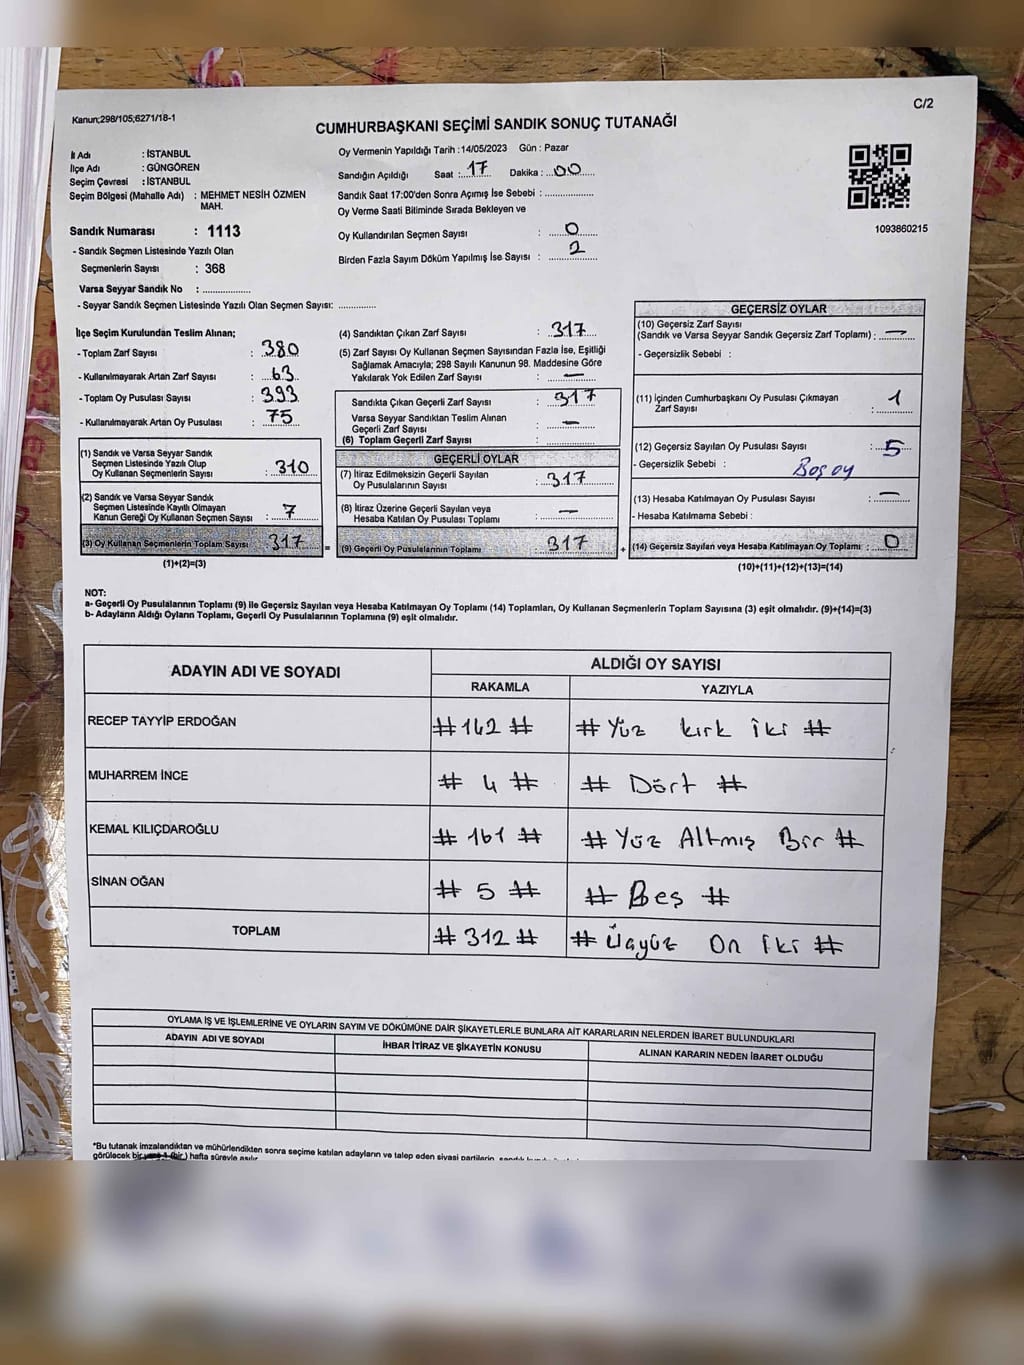 C/2
Kanun;298/105;6271/18-1
CUMHURBAŞKANI SEÇİMİ SANDIK SONUÇ TUTANAĞI
İl Adı : İSTANBUL
İlçe Adı : GÜNGÖREN
Seçim Çevresi : İSTANBUL
Seçim Bölgesi (Mahalle Adı) : MEHMET NESİH ÖZMEN
MAH.
Sandık Numarası : 1113
- Sandık Seçmen Listesinde Yazılı Olan
Seçmenlerin Sayısı : 368
Varsa Seyyar Sandık No : ..................
- Seyyar Sandık Seçmen Listesinde Yazılı Olan Seçmen Sayısı: ..............
Oy Vermenin Yapıldığı Tarih :14/05/2023 Gün : Pazar
Sandığın Açıldığı Saat : 17 Dakika : 00
Sandık Saat 17:00'den Sonra Açmış İse Sebebi : ..................
Oy Verme Saati Bitiminde Sırada Bekleyen ve
Oy Kullandırılan Seçmen Sayısı : 0
Birden Fazla Sayım Döküm Yapılmış İse Sayısı : 2
1093860215
İlçe Seçim Kurulundan Teslim Alınan;
- Toplam Zarf Sayısı : 380
- Kullanılmayarak Artan Zarf Sayısı : 63
- Toplam Oy Pusulası Sayısı : 393
- Kullanılmayarak Artan Oy Pusulası : 75
(1) Sandık ve Varsa Seyyar Sandık
Seçmen Listesinde Yazılı Olup
Oy Kullanan Seçmenlerin Sayısı : 310
(2) Sandık ve Varsa Seyyar Sandık
Seçmen Listesinde Kayıtlı Olmayan
Kanun Gereği Oy Kullanan Seçmen Sayısı : 7
(3) Oy Kullanan Seçmenlerin Toplam Sayısı : 317
(1)+(2)=(3)
(4) Sandıktan Çıkan Zarf Sayısı : 317
(5) Zarf Sayısı Oy Kullanan Seçmen Sayısından Fazla İse, Eşitliği
Sağlamak Amacıyla; 298 Sayılı Kanunun 98. Maddesine Göre
Yakılarak Yok Edilen Zarf Sayısı : —
Sandıkta Çıkan Geçerli Zarf Sayısı : 317
Varsa Seyyar Sandıktan Teslim Alınan
Geçerli Zarf Sayısı : —
(6) Toplam Geçerli Zarf Sayısı : ..............
GEÇERLİ OYLAR
(7) İtiraz Edilmeksizin Geçerli Sayılan
Oy Pusulalarının Sayısı : 317
(8) İtiraz Üzerine Geçerli Sayılan veya
Hesaba Katılan Oy Pusulası Toplamı : —
= (9) Geçerli Oy Pusulalarının Toplamı : 317
GEÇERSİZ OYLAR
(10) Geçersiz Zarf Sayısı
(Sandık ve Varsa Seyyar Sandık Geçersiz Zarf Toplamı) : —
- Geçersizlik Sebebi :
(11) İçinden Cumhurbaşkanı Oy Pusulası Çıkmayan
Zarf Sayısı : 1
(12) Geçersiz Sayılan Oy Pusulası Sayısı : 5
- Geçersizlik Sebebi : Boş oy
(13) Hesaba Katılmayan Oy Pusulası Sayısı : —
- Hesaba Katılmama Sebebi :
+ (14) Geçersiz Sayılan veya Hesaba Katılmayan Oy Toplamı : 0
(10)+(11)+(12)+(13)=(14)
NOT:
a- Geçerli Oy Pusulalarının Toplamı (9) ile Geçersiz Sayılan veya Hesaba Katılmayan Oy Toplamı (14) Toplamları, Oy Kullanan Seçmenlerin Toplam Sayısına (3) eşit olmalıdır. (9)+(14)=(3)
b- Adayların Aldığı Oyların Toplamı, Geçerli Oy Pusulalarının Toplamına (9) eşit olmalıdır.
ADAYIN ADI VE SOYADI ALDIĞI OY SAYISI
RAKAMLA YAZIYLA
RECEP TAYYİP ERDOĞAN # 142 # # Yüz kırk iki #
MUHARREM İNCE # 4 # # Dört #
KEMAL KILIÇDAROĞLU # 161 # # Yüz Altmış Bir #
SİNAN OĞAN # 5 # # Beş #
TOPLAM # 312 # # Üçyüz On iki #
OYLAMA İŞ VE İŞLEMLERİNE VE OYLARIN SAYIM VE DÖKÜMÜNE DAİR ŞİKAYETLERLE BUNLARA AİT KARARLARIN NELERDEN İBARET BULUNDUKLARI
ADAYIN ADI VE SOYADI İHBAR İTİRAZ VE ŞİKAYETİN KONUSU ALINAN KARARIN NEDEN İBARET OLDUĞU
*Bu tutanak imzalandıktan ve mühürlendikten sonra seçime katılan adayların ve talep eden siyasi partilerin,
görülecek bir (bir) hafta süreyle asılır